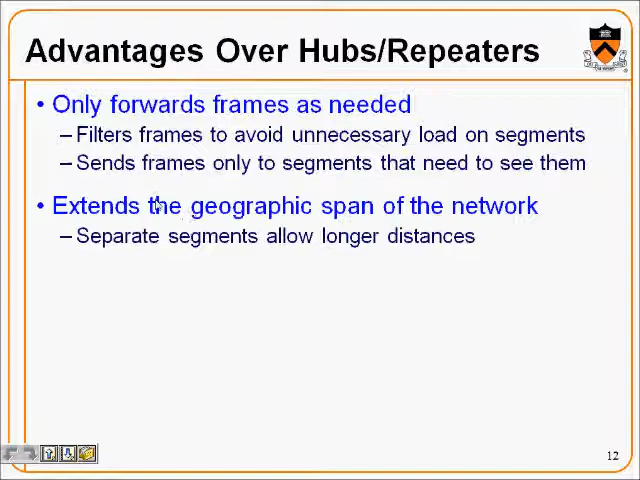 Advantages Over Hubs/Repeaters
• Only forwards frames as needed
– Filters frames to avoid unnecessary load on segments
– Sends frames only to segments that need to see them
• Extends the geographic span of the network
– Separate segments allow longer distances
12